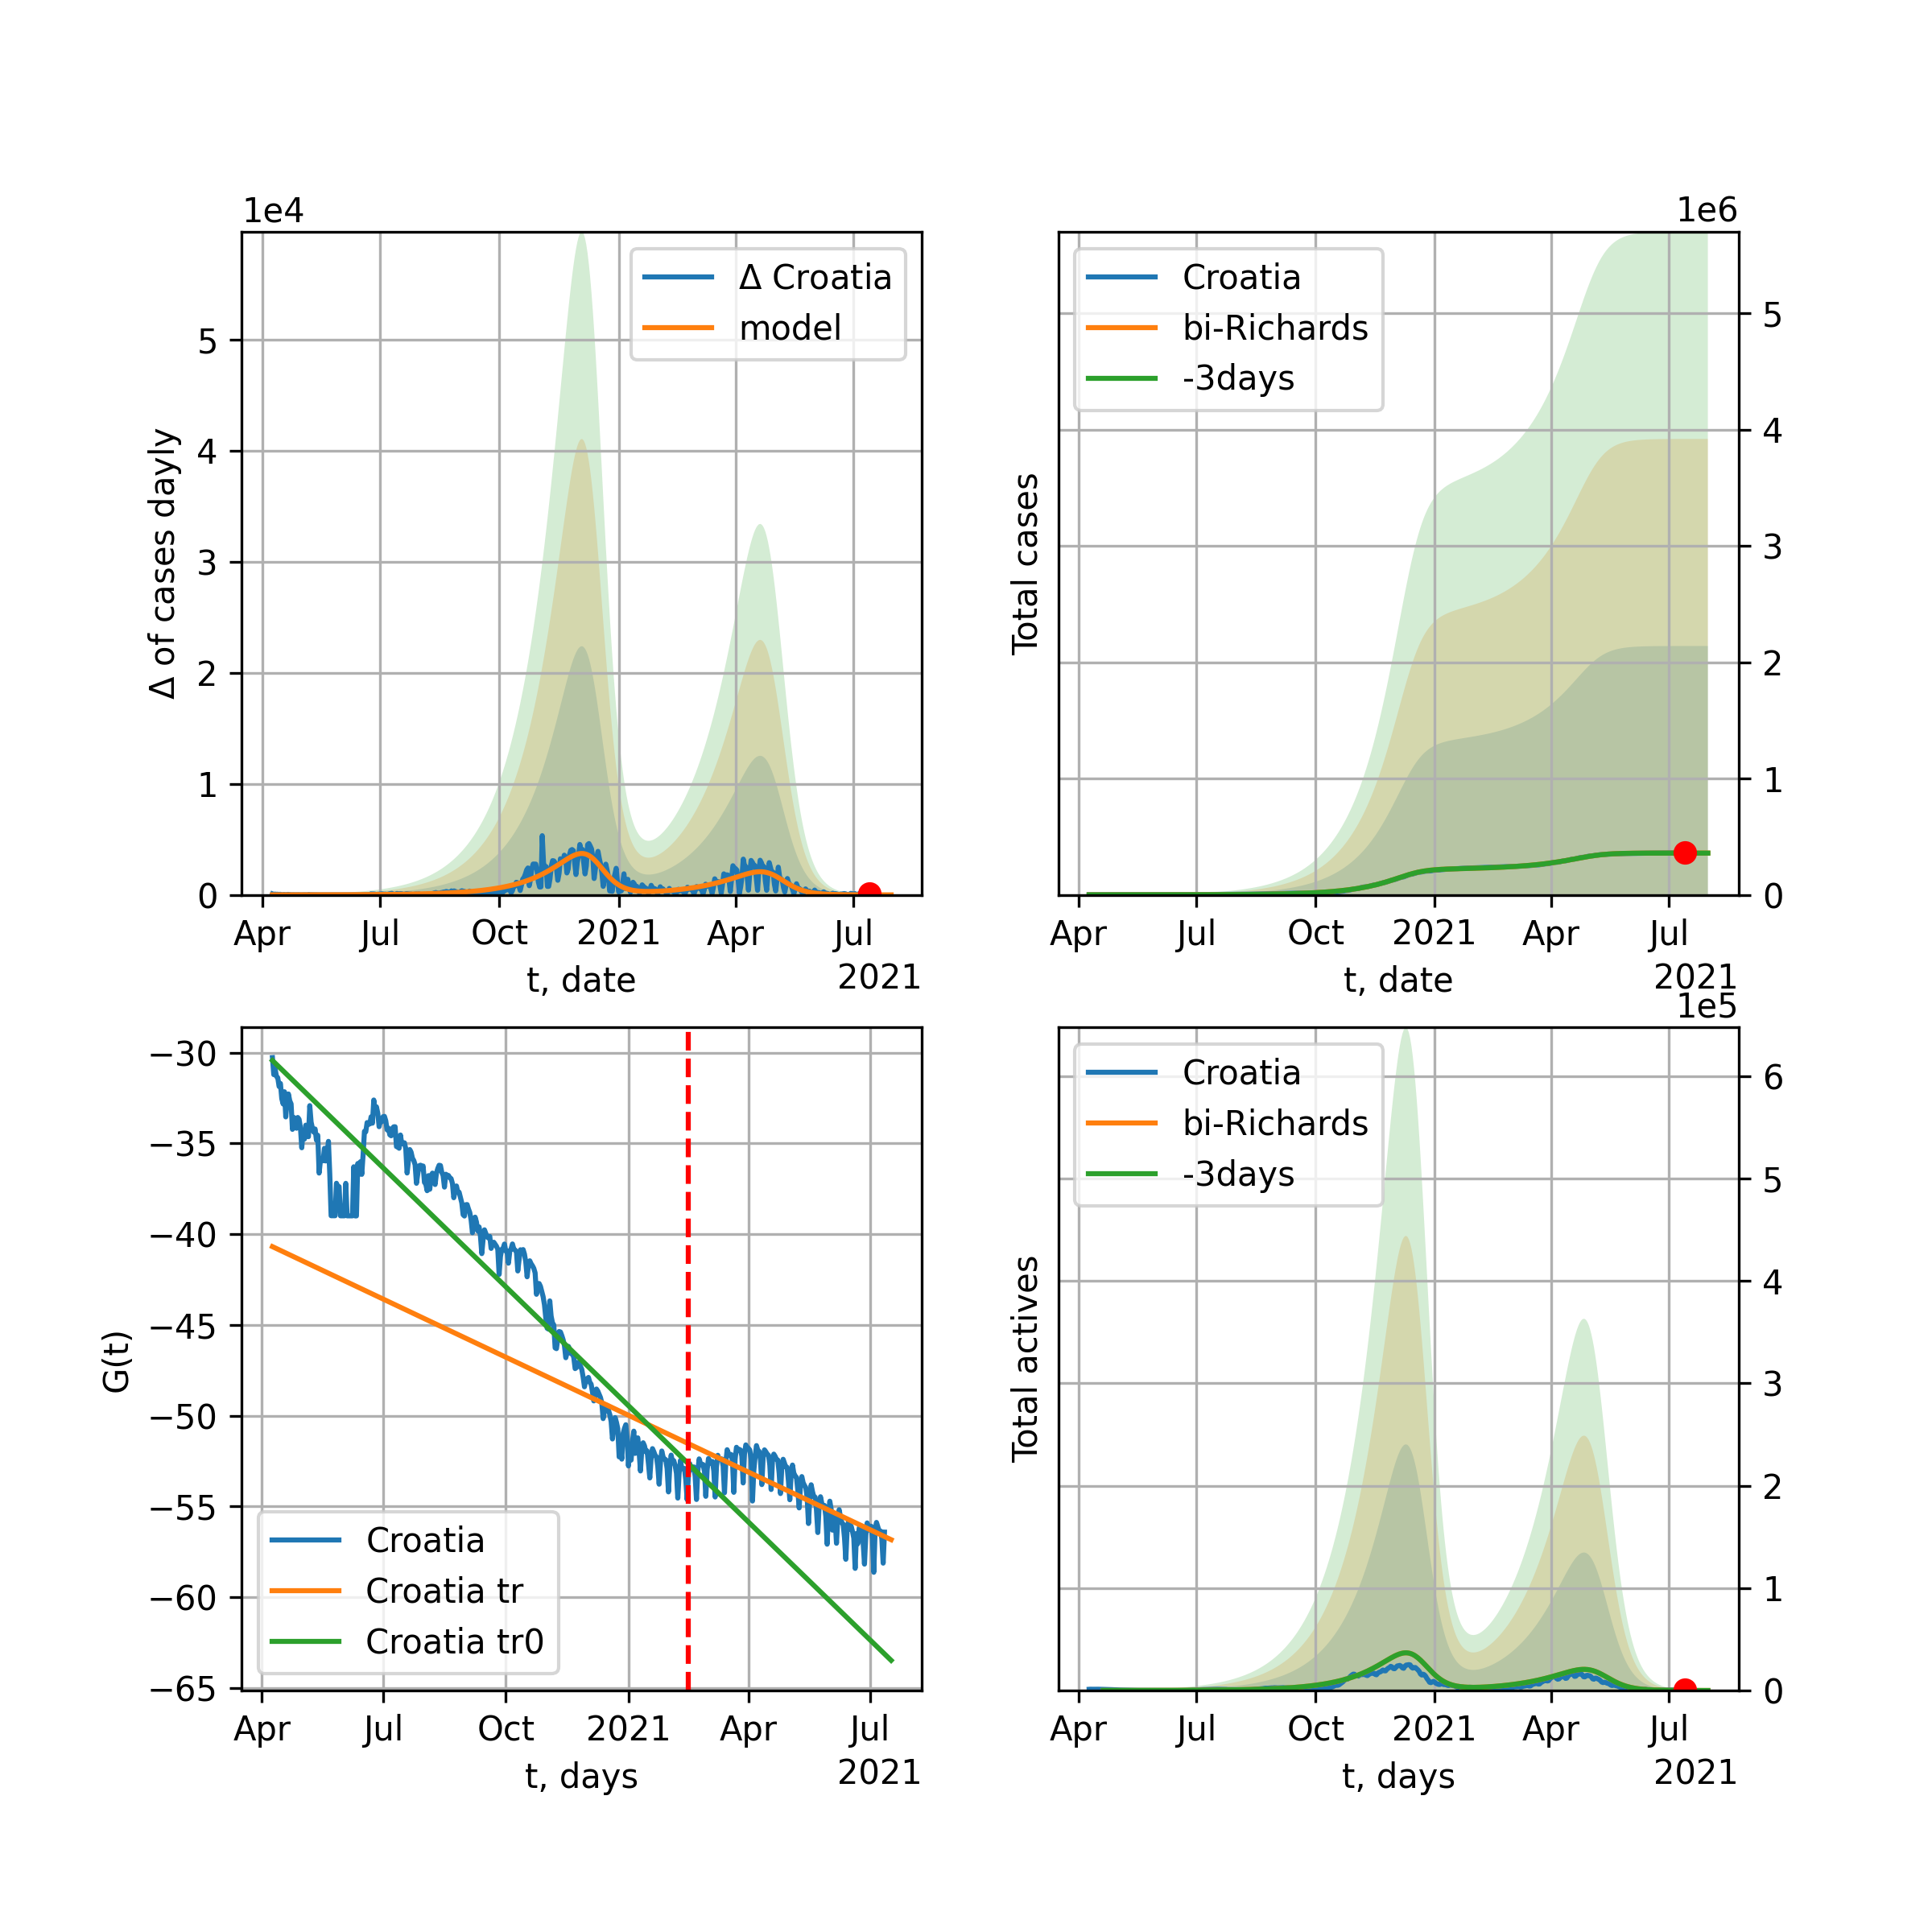 1e4
Δ of cases dayly
5
4
3
2
1
0
Δ Croatia
model
Apr Jul Oct 2021 Apr Jul
t, date
2021
1e6
Total cases
Croatia
bi-Richards
-3days
5
4
3
2
1
0
Apr Jul Oct 2021 Apr Jul
t, date
2021
G(t)
−30
−35
−40
−45
−50
−55
−60
−65
Croatia
Croatia tr
Croatia tr0
Apr Jul Oct 2021 Apr Jul
t, days
2021
1e5
Total actives
Croatia
bi-Richards
-3days
6
5
4
3
2
1
0
Apr Jul Oct 2021 Apr Jul
t, days
2021